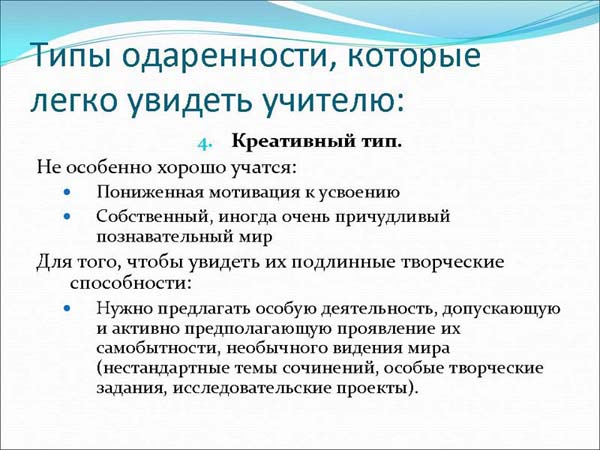 Типы одаренности, которые
легко увидеть учителю:
4. Креативный тип.
Не особенно хорошо учатся:
• Пониженная мотивация к усвоению
• Собственный, иногда очень причудливый
познавательный мир
Для того, чтобы увидеть их подлинные творческие
способности:
• Нужно предлагать особую деятельность, допускающую
и активно предполагающую проявление их
самобытности, необычного видения мира
(нестандартные темы сочинений, особые творческие
задания, исследовательские проекты).